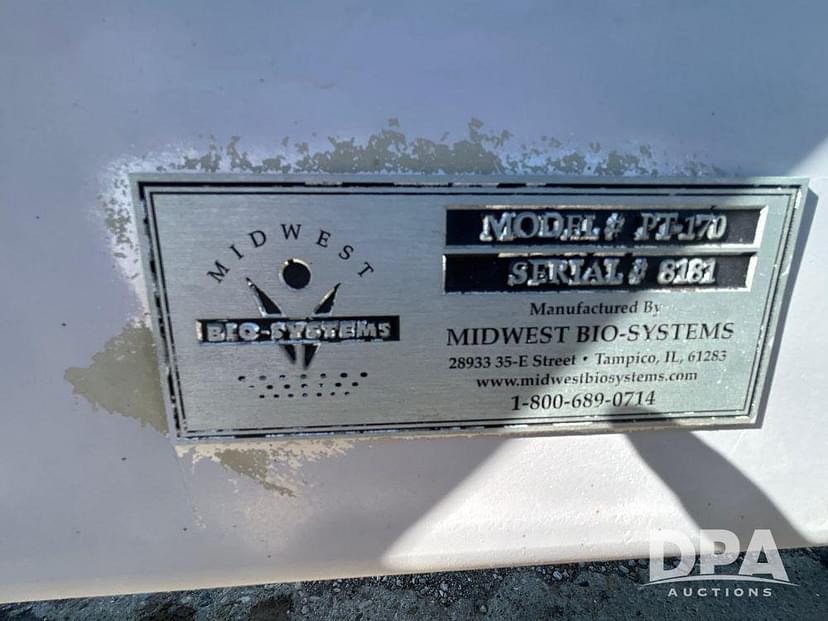 MIDWEST
BIO-SYSTEMS
MODEL # PT-170
SERIAL # 8181
Manufactured By
MIDWEST BIO-SYSTEMS
28933 35-E Street • Tampico, IL, 61283
www.midwestbiosystems.com
1-800-689-0714
DPA
AUCTIONS